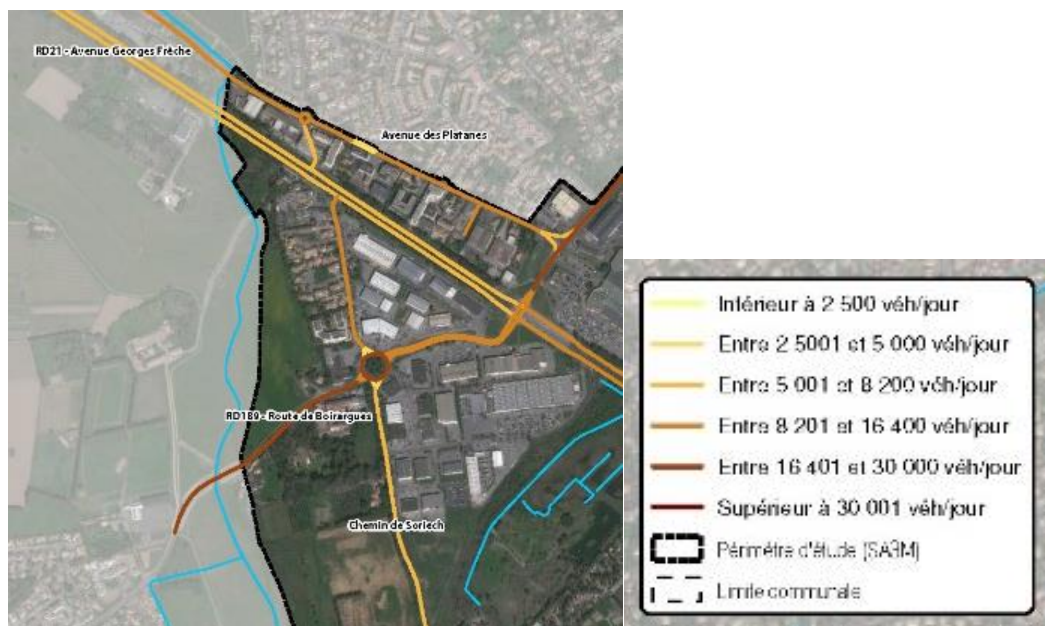 RD21 - Avenue Georges Frêche
Avenue des Platanes
RD189 - Route de Boirargues
Chemin de Soriech
Inférieur à 2 500 véh/jour
Entre 2 5001 et 5 000 véh/jour
Entre 5 001 et 8 200 véh/jour
Entre 8 201 et 16 400 véh/jour
Entre 16 401 et 30 000 véh/jour
Supérieur à 30 001 véh/jour
Périmètre d'étude (SA3M)
Limite communale